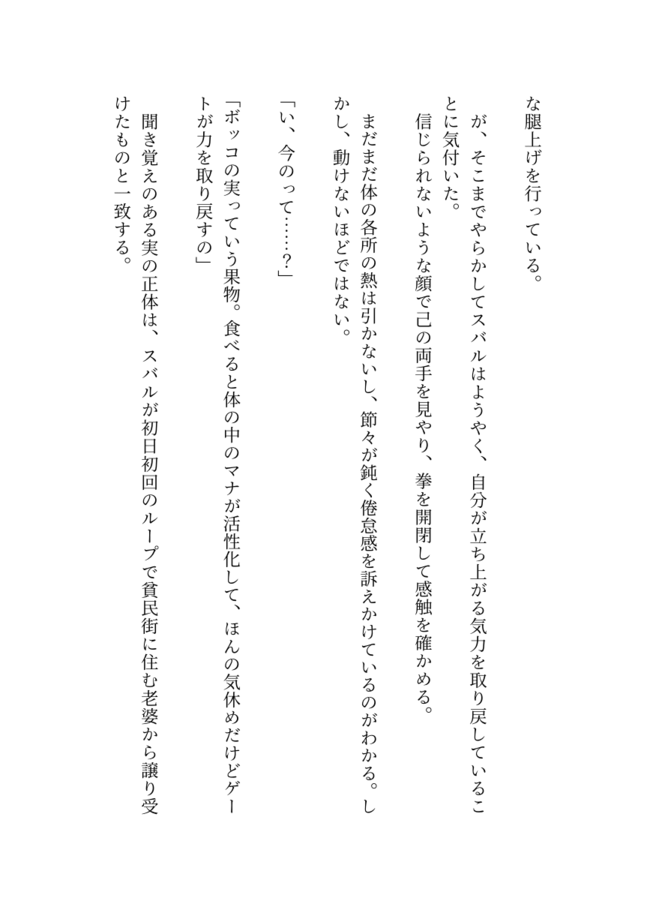 な腿上げを行っている。
が、そこまでやらかしてスバルはようやく、自分が立ち上がる気力を取り戻しているこ
とに気付いた。
信じられないような顔で己の両手を見やり、拳を開閉して感触を確かめる。
まだまだ体の各所の熱は引かないし、節々が鈍く倦怠感を訴えかけているのがわかる。し
かし、動けないほどではない。
「い、今のって……？」
「ボッコの実っていう果物。食べると体の中のマナが活性化して、ほんの気休めだけどゲー
トが力を取り戻すの」
聞き覚えのある実の正体は、スバルが初日初回のループで貧民街に住む老婆から譲り受
けたものと一致する。